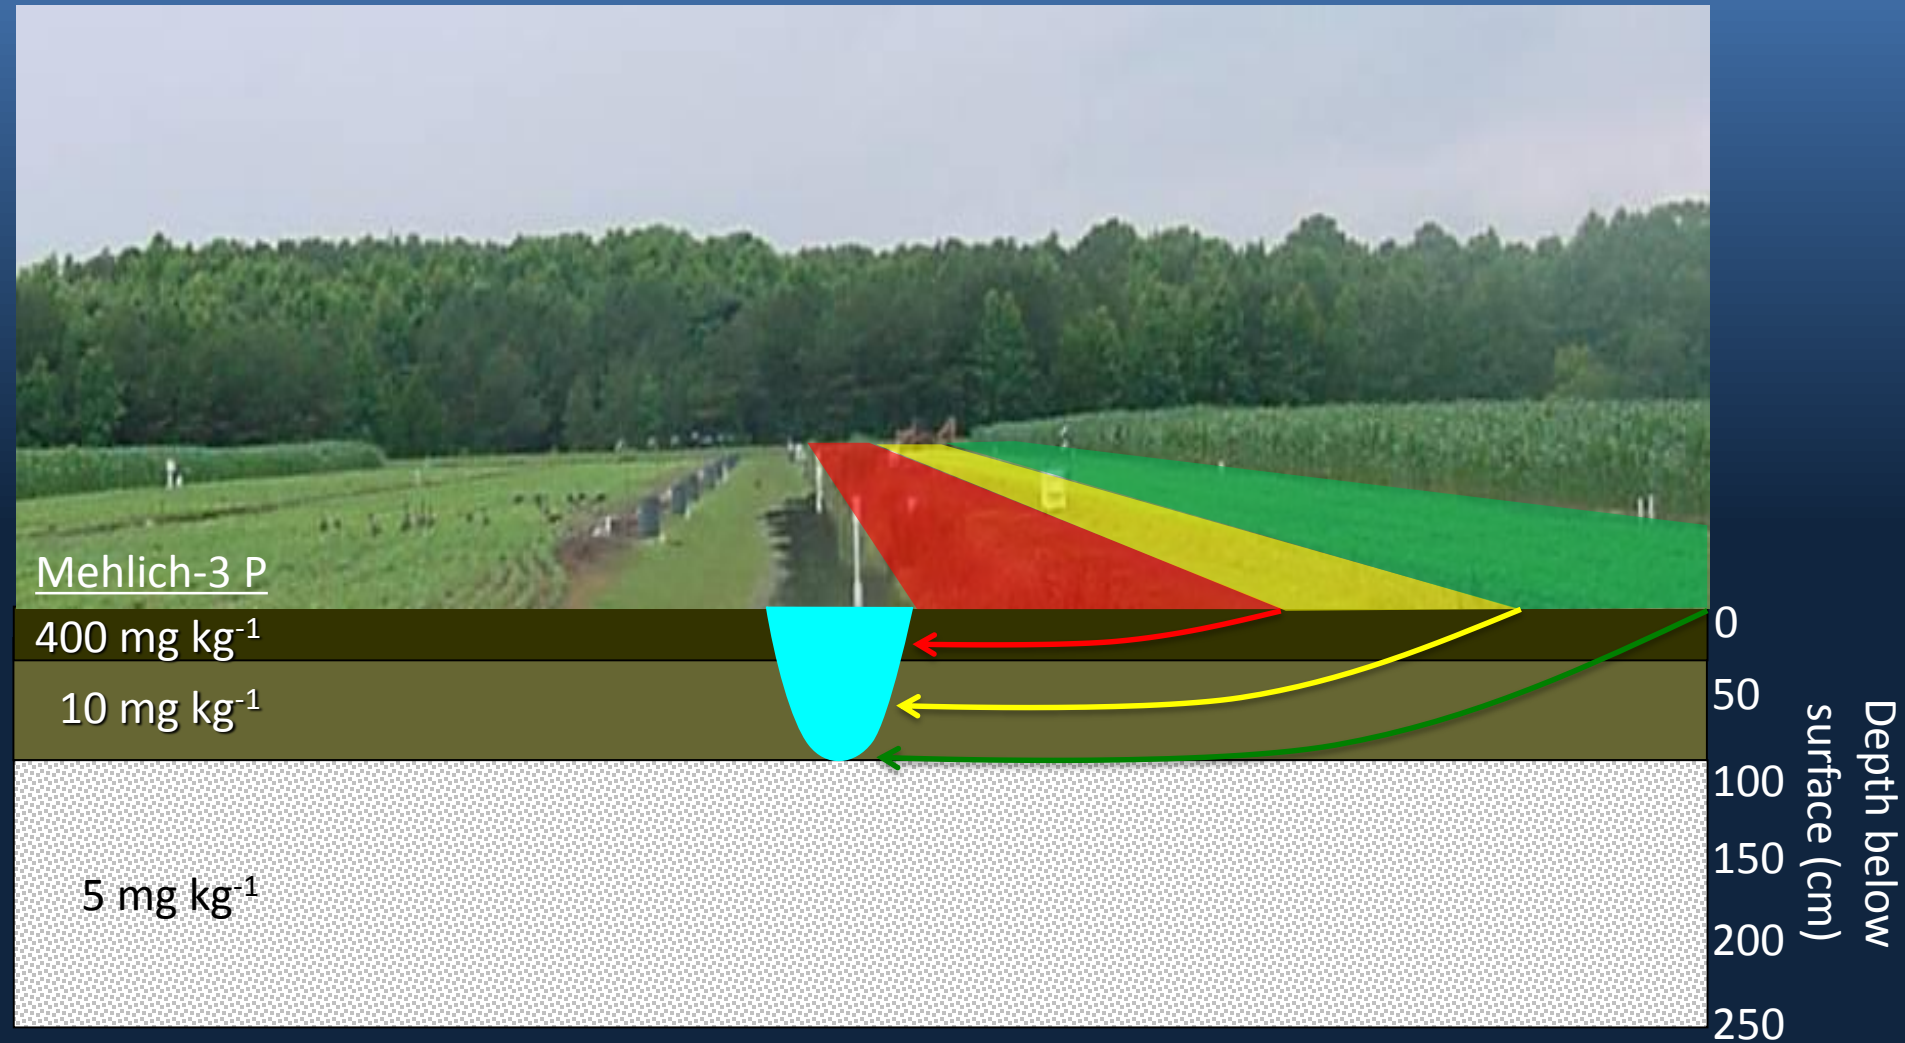 Mehlich-3 P
400 mg kg⁻¹
10 mg kg⁻¹
5 mg kg⁻¹
0
50
100
150
200
250
Depth below
surface (cm)